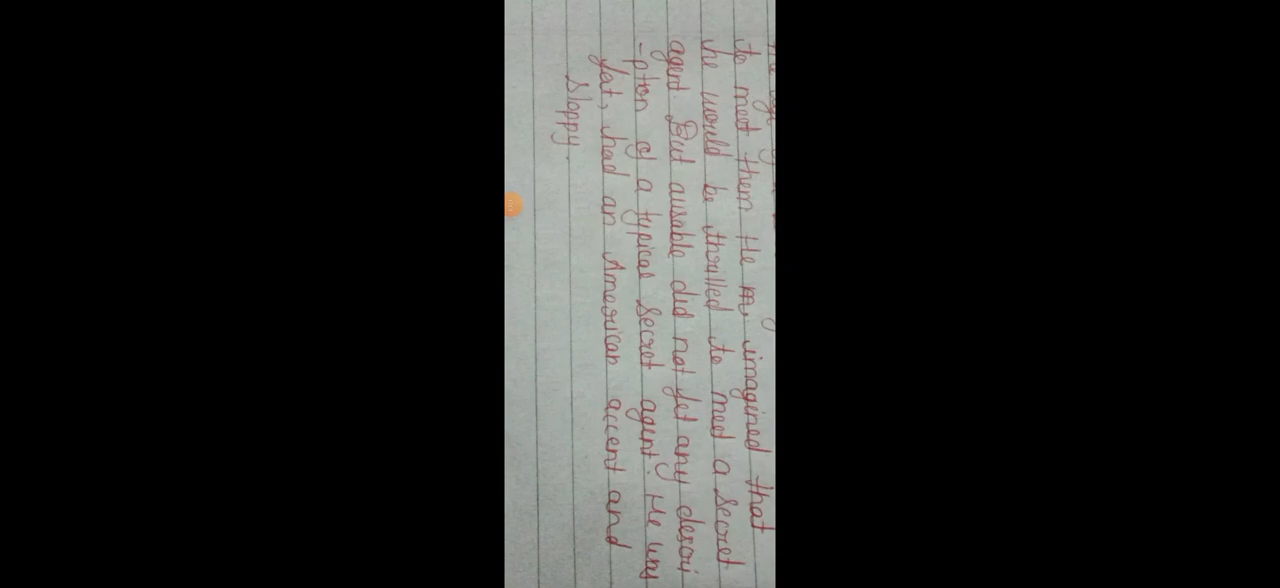 to meet them He m, imagined that
he would be thrilled to meet a secret
agent. But ausable did not fet any descri
-ption of a typical secret agent. He was
fat, had an American accent and
sloppy.